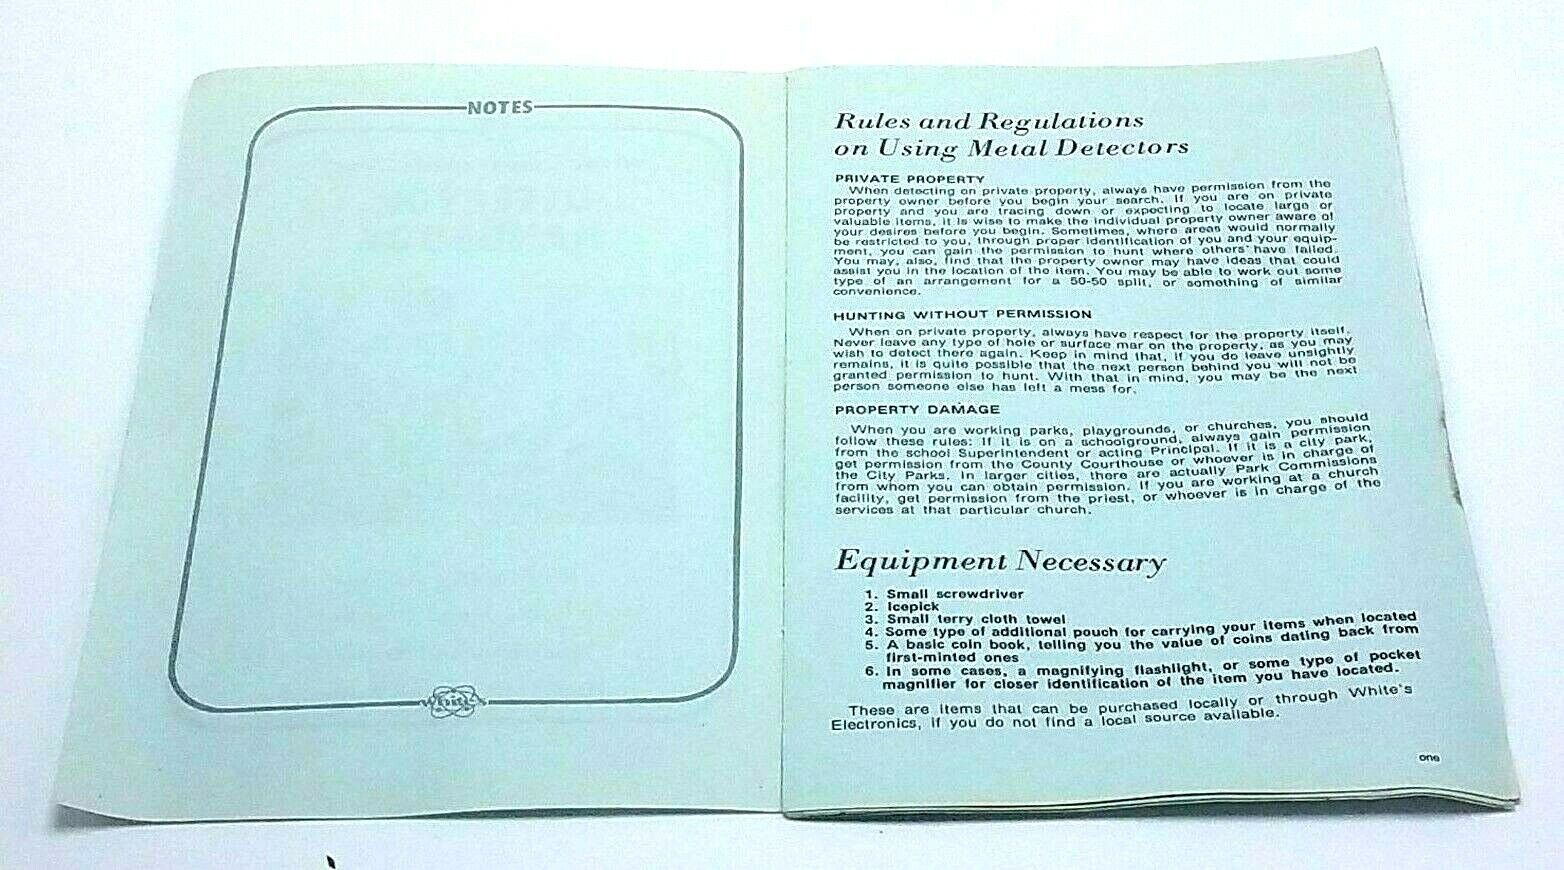 NOTES
WHITE'S
Rules and Regulations
on Using Metal Detectors
PRIVATE PROPERTY
When detecting on private property, always have permission from the
property owner before you begin your search. If you are on private
property and you are tracing down or expecting to locate large or
valuable items, it is wise to make the individual property owner aware of
your desires before you begin. Sometimes, where areas would normally
be restricted to you, through proper identification of you and your equip-
ment, you can gain the permission to hunt where others have failed.
You may, also, find that the property owner may have ideas that could
assist you in the location of the item. You may be able to work out some
type of an arrangement for a 50-50 split, or something of similar
convenience.
HUNTING WITHOUT PERMISSION
When on private property, always have respect for the property itself.
Never leave any type of hole or surface mar on the property, as you may
wish to detect there again. Keep in mind that, if you do leave unsightly
remains, it is quite possible that the next person behind you will not be
granted permission to hunt. With that in mind, you may be the next
person someone else has left a mess for.
PROPERTY DAMAGE
When you are working parks, playgrounds, or churches, you should
follow these rules: If it is on a schoolground, always gain permission
from the school Superintendent or acting Principal. If it is a city park,
get permission from the County Courthouse or whoever is in charge of
the City Parks. In larger cities, there are actually Park Commissions
from whom you can obtain permission. If you are working at a church
facility, get permission from the priest, or whoever is in charge of the
services at that particular church.
Equipment Necessary
1. Small screwdriver
2. Icepick
3. Small terry cloth towel
4. Some type of additional pouch for carrying your items when located
5. A basic coin book, telling you the value of coins dating back from
first-minted ones
6. In some cases, a magnifying flashlight, or some type of pocket
magnifier for closer identification of the item you have located.
These are items that can be purchased locally or through White's
Electronics, if you do not find a local source available.
one